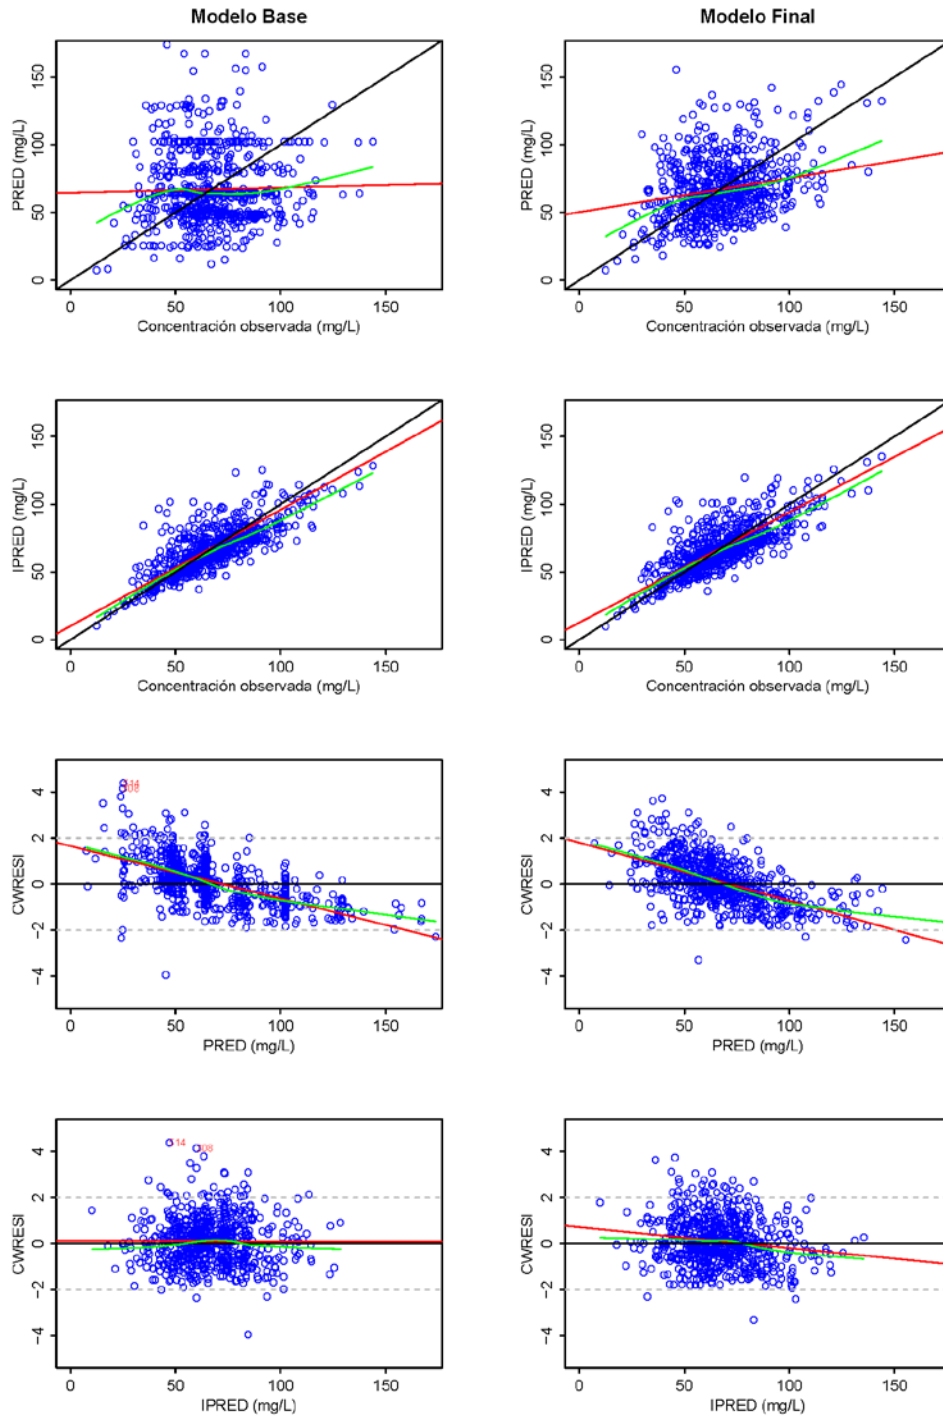 Modelo Base Modelo Final
PRED (mg/L)
0 50 100 150
0 50 100 150
Concentración observada (mg/L)
PRED (mg/L)
0 50 100 150
0 50 100 150
Concentración observada (mg/L)
IPRED (mg/L)
0 50 100 150
0 50 100 150
Concentración observada (mg/L)
IPRED (mg/L)
0 50 100 150
0 50 100 150
Concentración observada (mg/L)
CWRESI
-4 -2 0 2 4
0 50 100 150
PRED (mg/L)
CWRESI
-4 -2 0 2 4
0 50 100 150
PRED (mg/L)
CWRESI
-4 -2 0 2 4
0 50 100 150
IPRED (mg/L)
CWRESI
-4 -2 0 2 4
0 50 100 150
IPRED (mg/L)